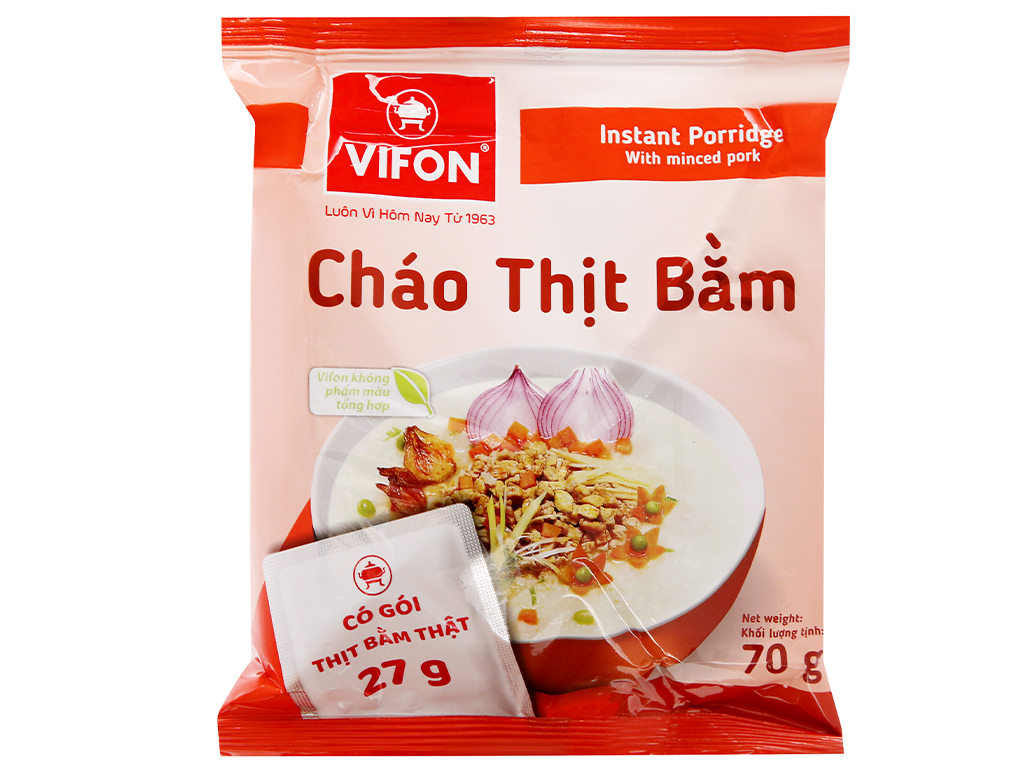 VIFON®
Luôn Vì Hôm Nay Từ 1963
Instant Porridge
With minced pork
Cháo Thịt Bằm
Vifon không
phẩm màu
tổng hợp
CÓ GÓI
THỊT BẰM THẬT
27 g
Net weight:
Khối lượng tịnh:
70 g